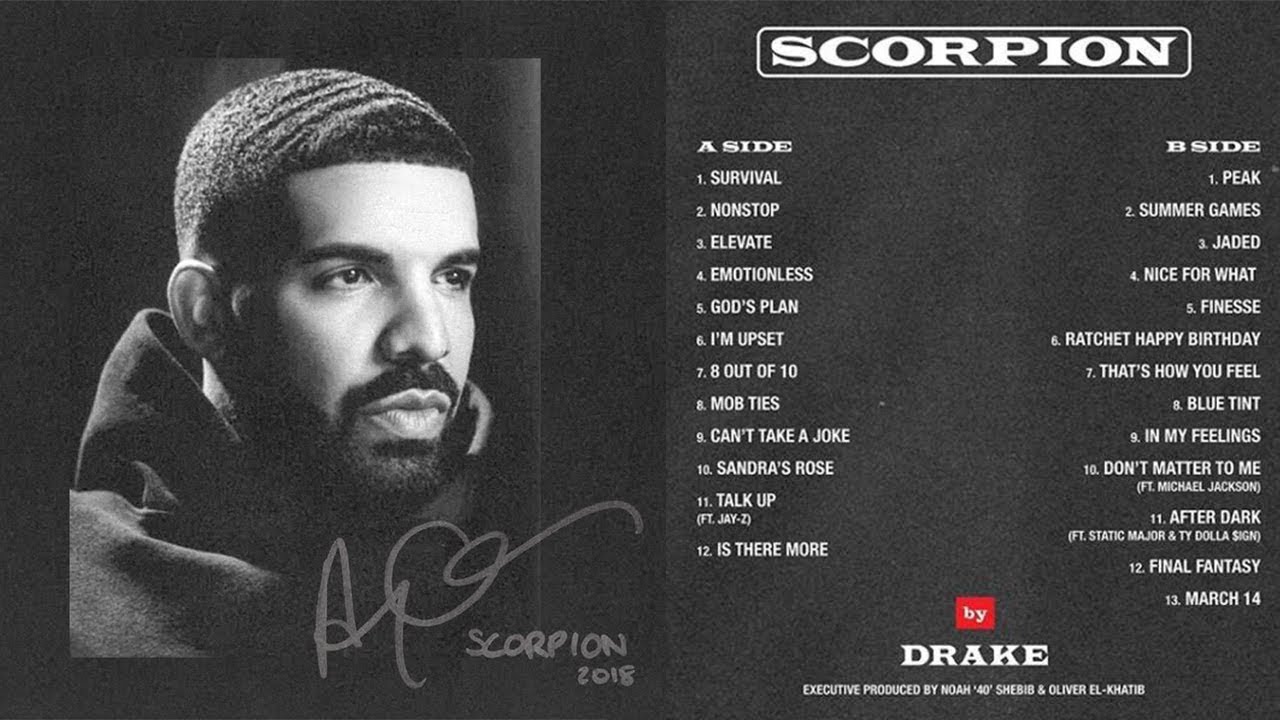 SCORPION
2018
SCORPION
A SIDE
1. SURVIVAL
2. NONSTOP
3. ELEVATE
4. EMOTIONLESS
5. GOD'S PLAN
6. I'M UPSET
7. 8 OUT OF 10
8. MOB TIES
9. CAN'T TAKE A JOKE
10. SANDRA'S ROSE
11. TALK UP
(FT. JAY-Z)
12. IS THERE MORE
B SIDE
1. PEAK
2. SUMMER GAMES
3. JADED
4. NICE FOR WHAT
5. FINESSE
6. RATCHET HAPPY BIRTHDAY
7. THAT'S HOW YOU FEEL
8. BLUE TINT
9. IN MY FEELINGS
10. DON'T MATTER TO ME
(FT. MICHAEL JACKSON)
11. AFTER DARK
(FT. STATIC MAJOR & TY DOLLA $IGN)
12. FINAL FANTASY
13. MARCH 14
by
DRAKE
EXECUTIVE PRODUCED BY NOAH '40' SHEBIB & OLIVER EL-KHATIB